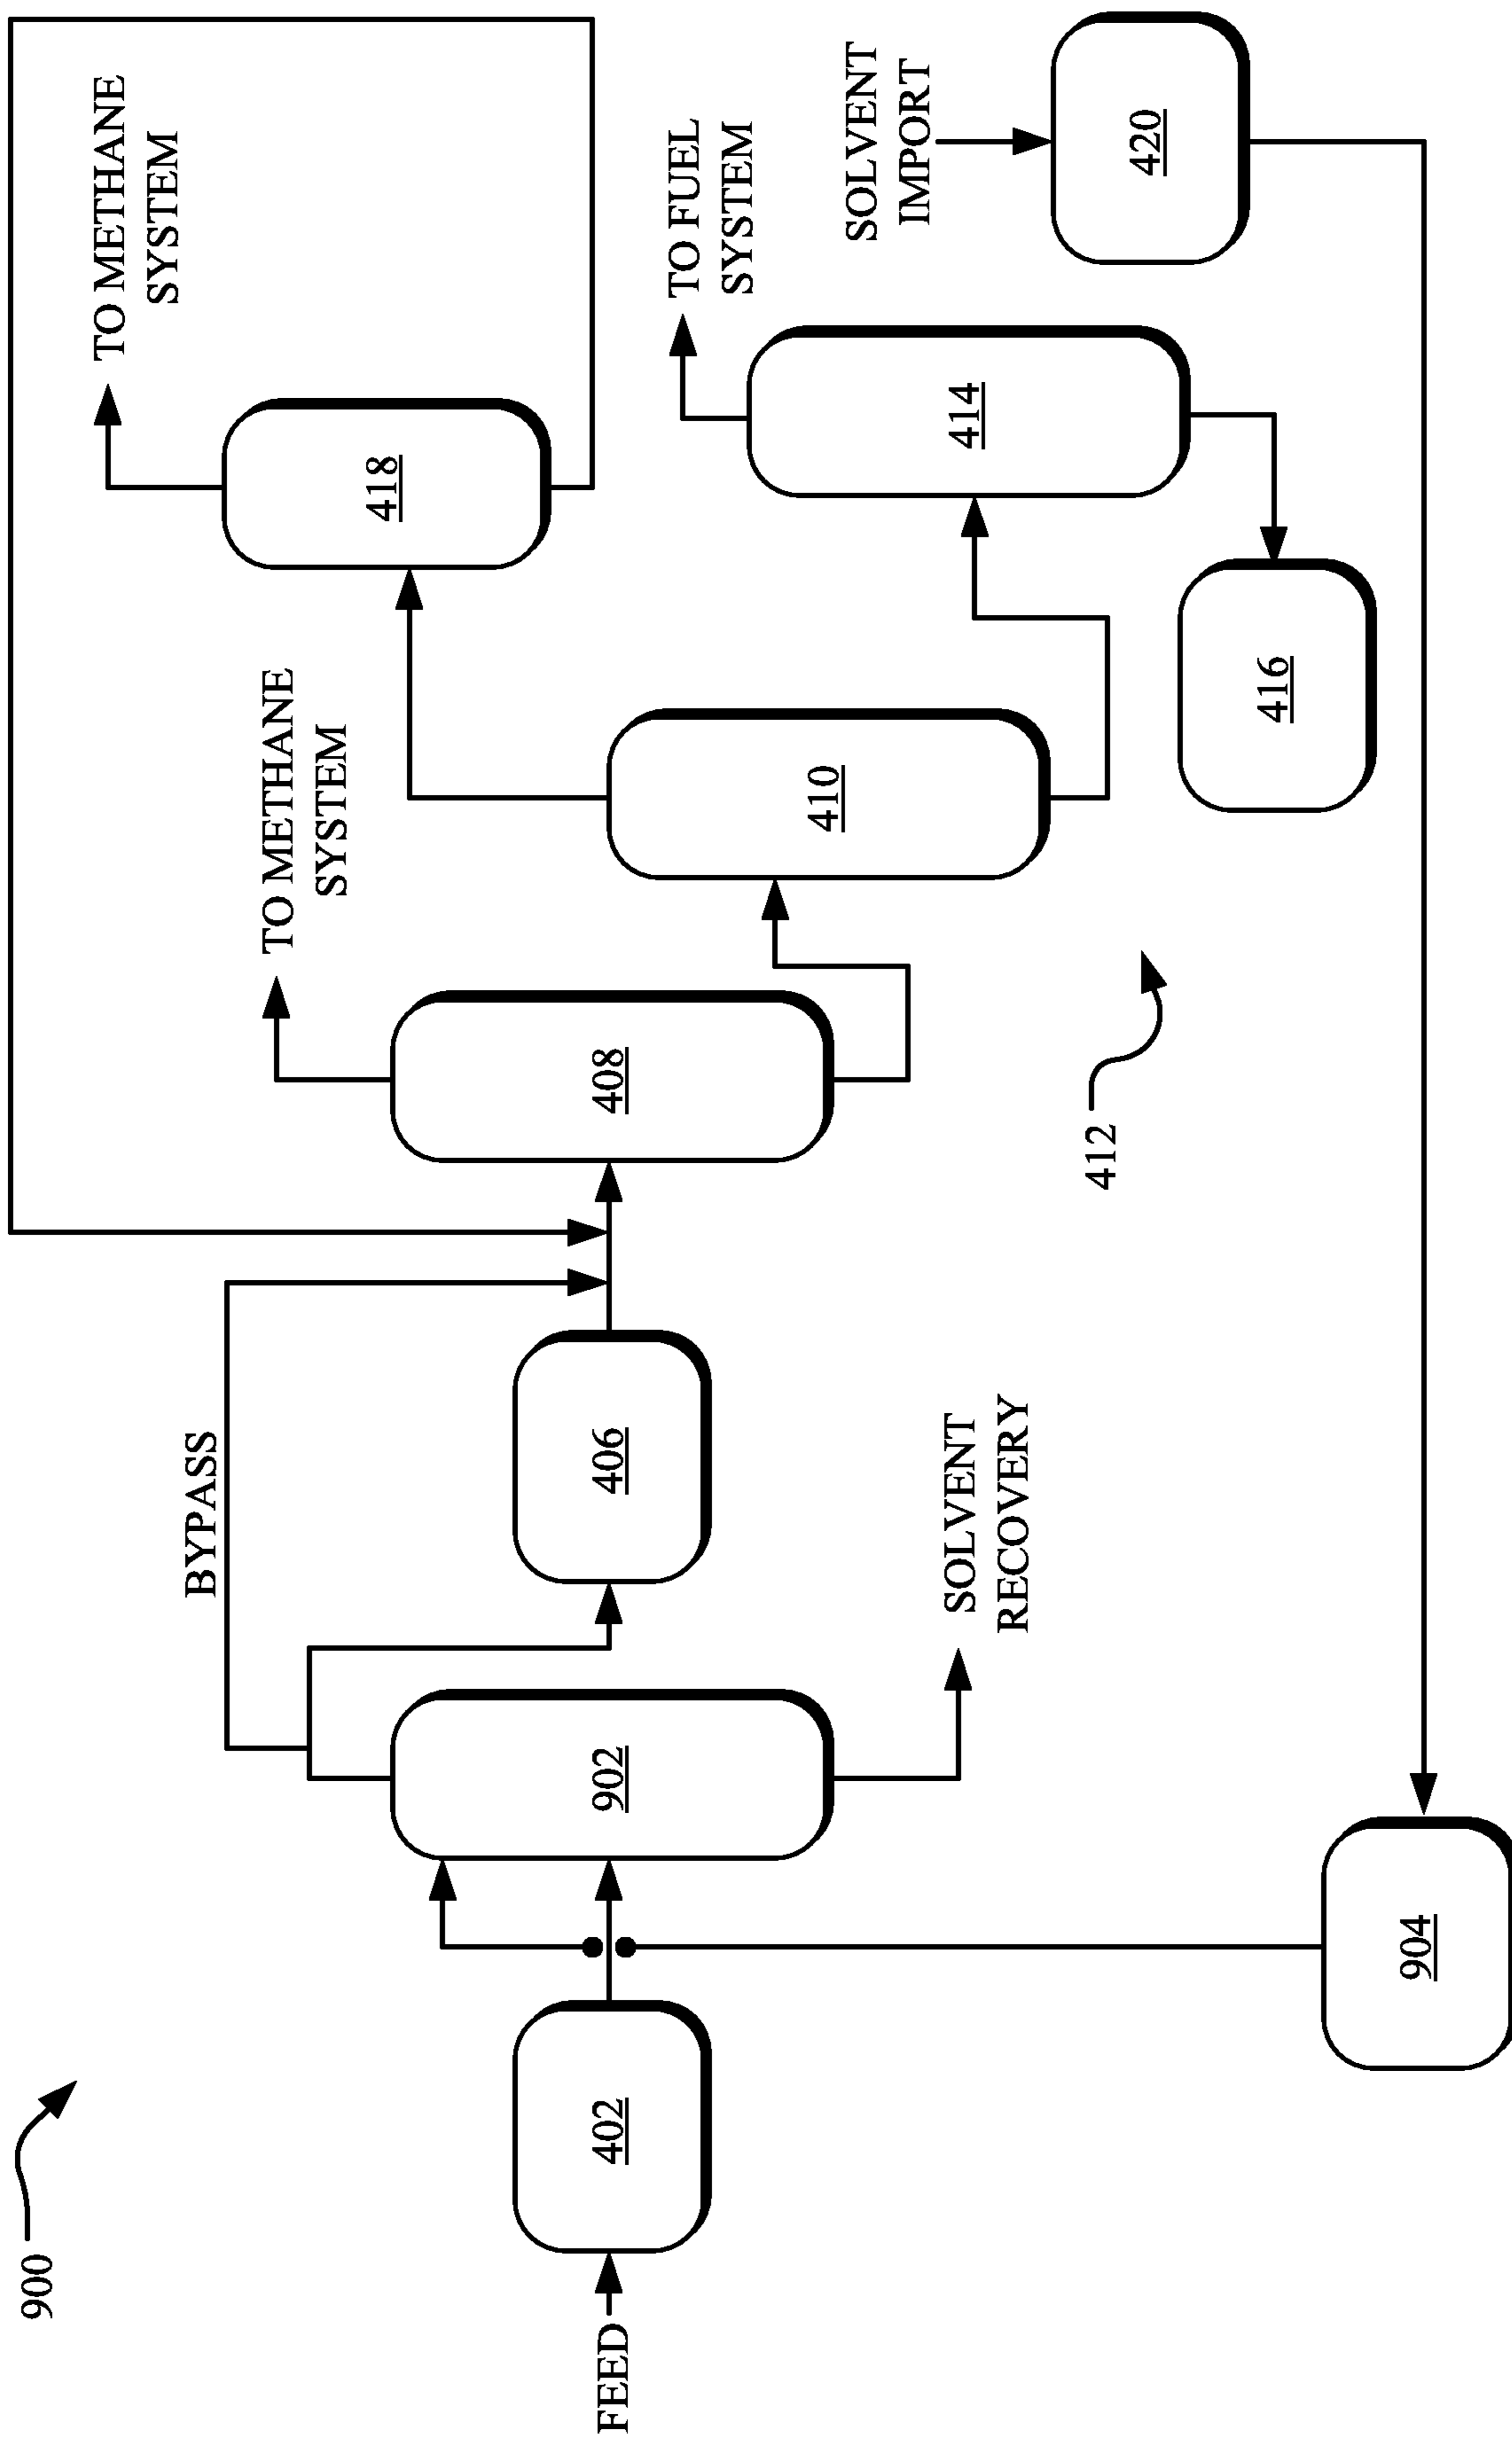 900
TO METHANE
SYSTEM
418
TO METHANE
SYSTEM
BYPASS
FEED
402
902
406
408
410
414
TO FUEL
SYSTEM
SOLVENT
IMPORT
420
SOLVENT
RECOVERY
412
416
904